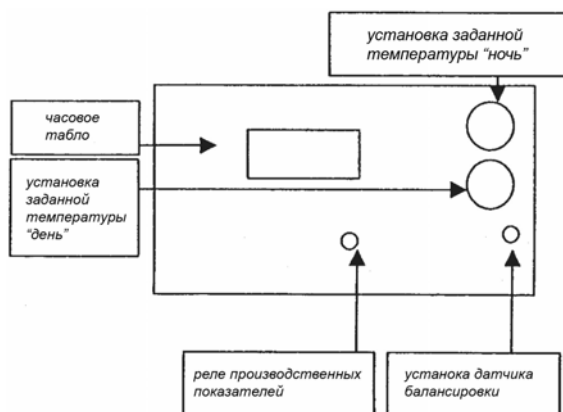 установка заданной
температуры “ночь”
часовое
табло
установка
заданной
температуры
“день”
реле производственных
показателей
устанока датчика
балансировки